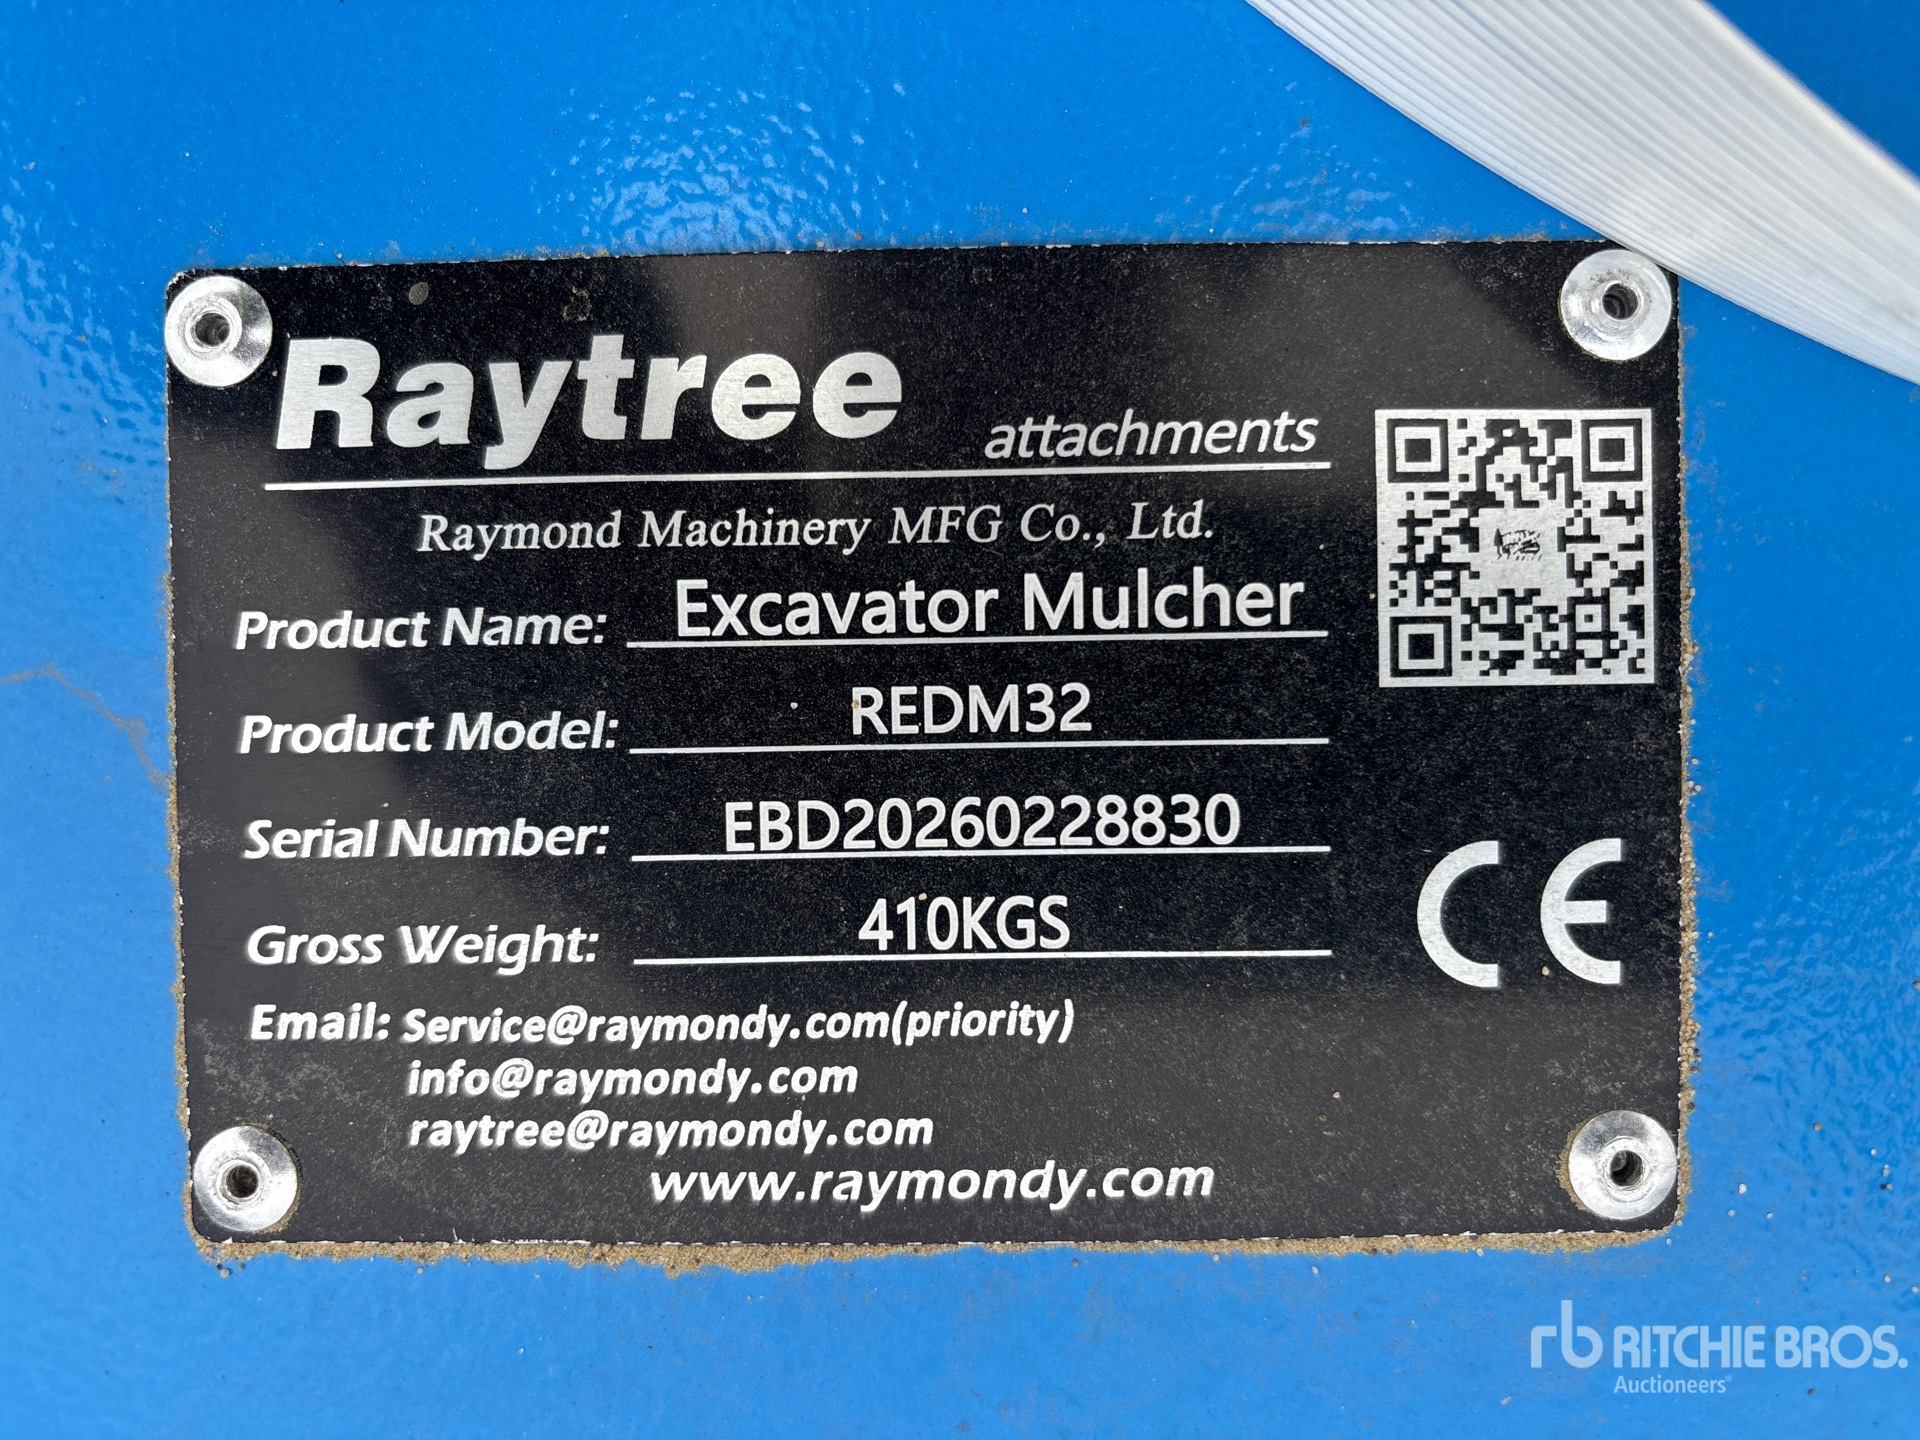 Raytree attachments
Raymond Machinery MFG Co., Ltd.
Product Name: Excavator Mulcher
Product Model: REDM32
Serial Number: EBD20260228830
Gross Weight: 410KGS
CE
Email: Service@raymondy.com(priority)
info@raymondy.com
raytree@raymondy.com
www.raymondy.com
rb RITCHIE BROS.
Auctioneers